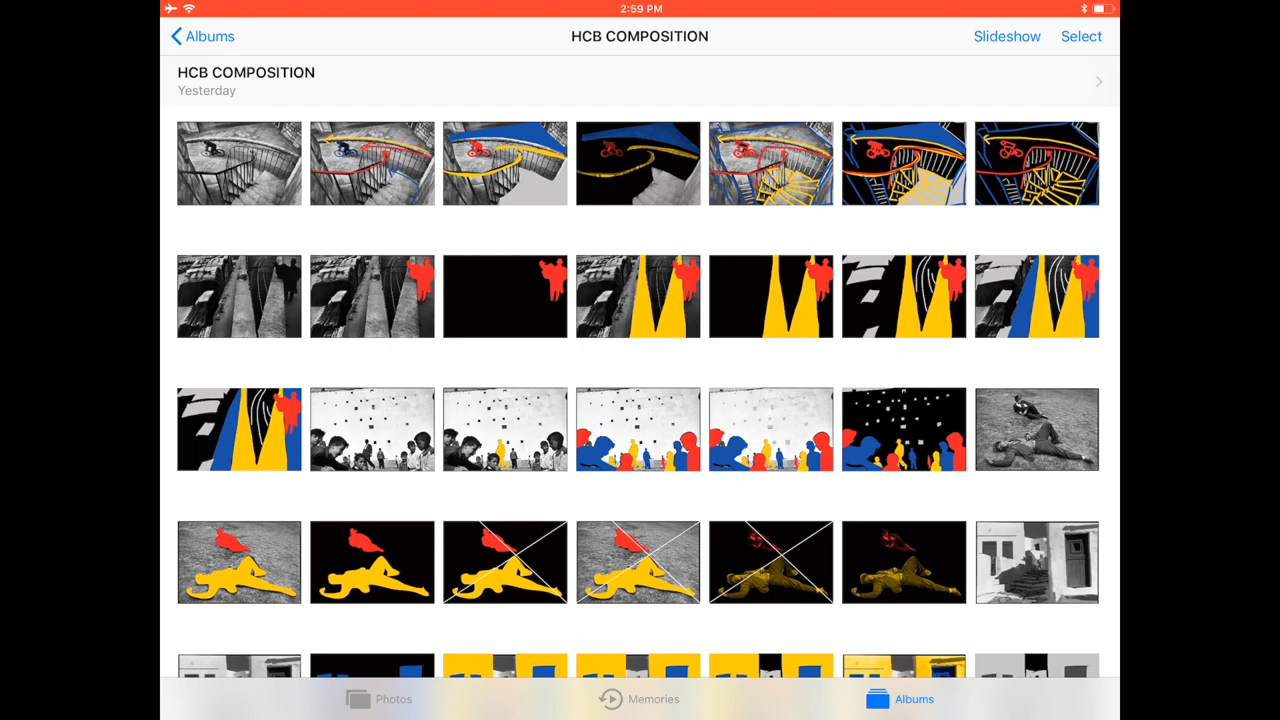 2:59 PM
Albums
HCB COMPOSITION
Slideshow
Select
HCB COMPOSITION
Yesterday
Photos
Memories
Albums